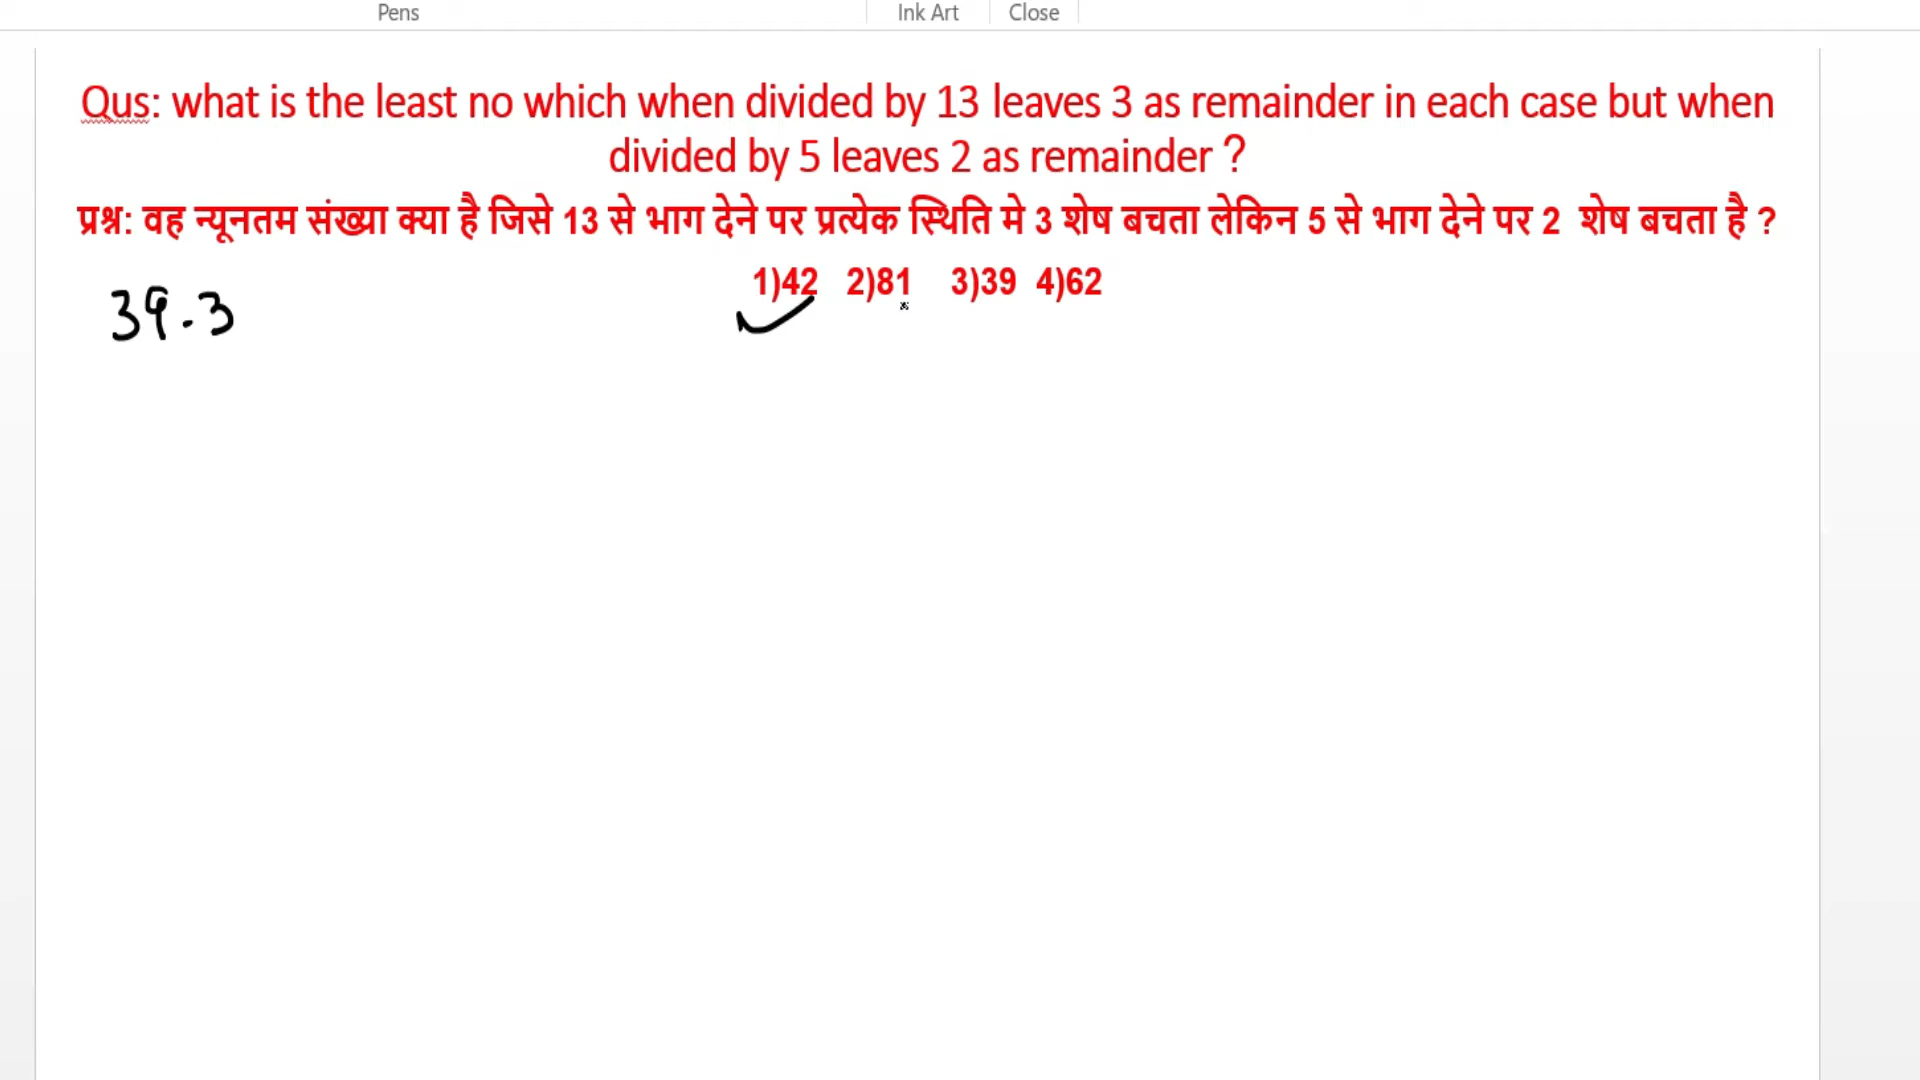 Pens Ink Art Close
Qus: what is the least no which when divided by 13 leaves 3 as remainder in each case but when
divided by 5 leaves 2 as remainder ?
प्रश्न: वह न्यूनतम संख्या क्या है जिसे 13 से भाग देने पर प्रत्येक स्थिति मे 3 शेष बचता लेकिन 5 से भाग देने पर 2 शेष बचता है ?
1)42 2)81 3)39 4)62
39.3